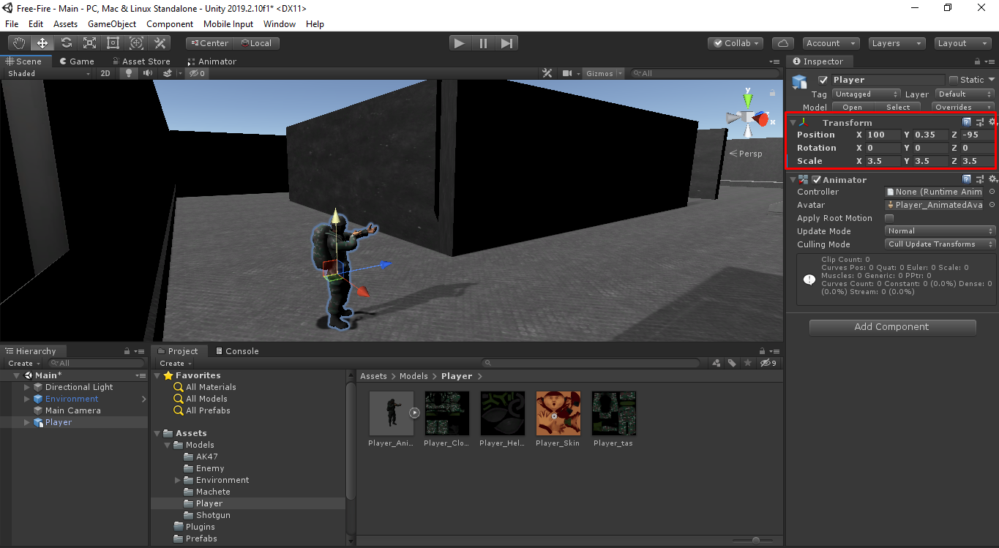 Free-Fire - Main - PC, Mac & Linux Standalone - Unity 2019.2.10f1* <DX11>
File Edit Assets GameObject Component Mobile Input Window Help
Center Local Collab Account Layers Layout
Scene Game Asset Store Animator
Shaded 2D 0 Gizmos All
y
x
Persp
Inspector
Player Static
Tag Untagged Layer Default
Model Open Select Overrides
Transform
Position X 100 Y 0.35 Z -95
Rotation X 0 Y 0 Z 0
Scale X 3.5 Y 3.5 Z 3.5
Animator
Controller None (Runtime Anim
Avatar Player_AnimatedAva
Apply Root Motion
Update Mode Normal
Culling Mode Cull Update Transforms
Clip Count: 0
Curves Pos: 0 Quat: 0 Euler: 0 Scale: 0
Muscles: 0 Generic: 0 PPtr: 0
Curves Count: 0 Constant: 0 (0.0%) Dense: 0
(0.0%) Stream: 0 (0.0%)
Add Component
Hierarchy
Create All
Main*
Directional Light
Environment
Main Camera
Player
Project Console
Create 9
Favorites
All Materials
All Models
All Prefabs
Assets
Models
AK47
Enemy
Environment
Machete
Player
Shotgun
Plugins
Prefabs
Assets > Models > Player >
Player_Ani... Player_Clo... Player_Hel... Player_Skin Player_tas